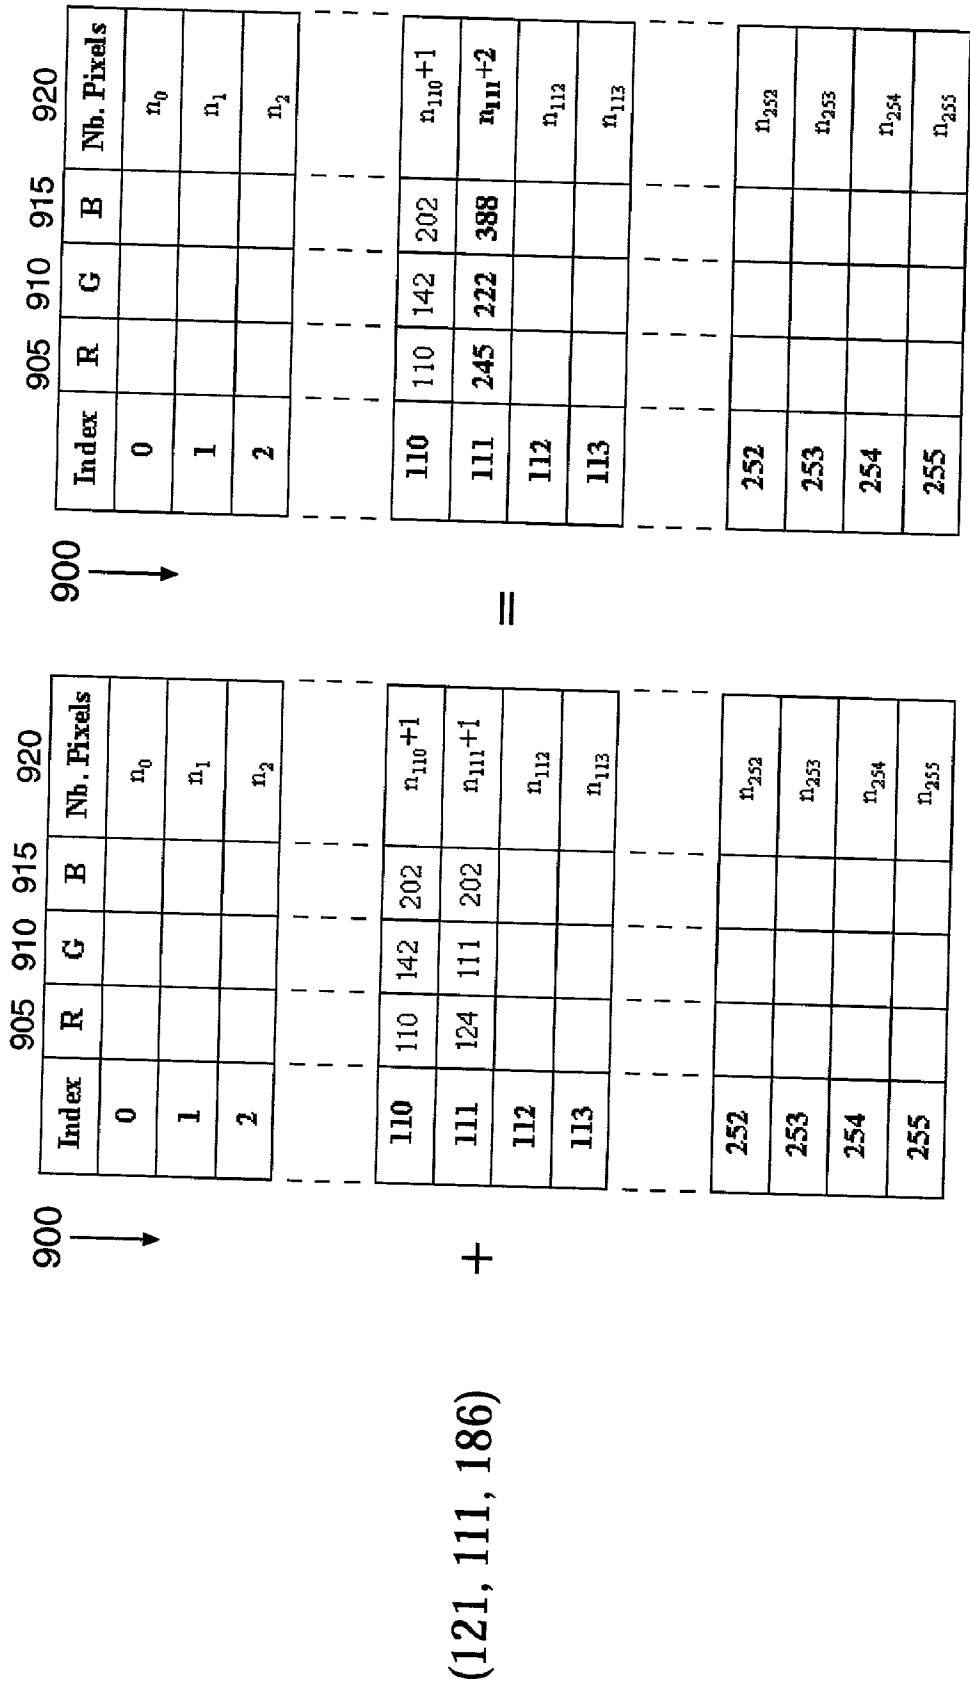 (121, 111, 186)
+
900
905 910 915 920
Index R G B Nb. Pixels
0 n₀
1 n₁
2 n₂
110 110 142 202 n₁₁₀+1
111 124 111 202 n₁₁₁+1
112 n₁₁₂
113 n₁₁₃
252 n₂₅₂
253 n₂₅₃
254 n₂₅₄
255 n₂₅₅
=
900
905 910 915 920
Index R G B Nb. Pixels
0 n₀
1 n₁
2 n₂
110 110 142 202 n₁₁₀+1
111 245 222 388 n₁₁₁+2
112 n₁₁₂
113 n₁₁₃
252 n₂₅₂
253 n₂₅₃
254 n₂₅₄
255 n₂₅₅